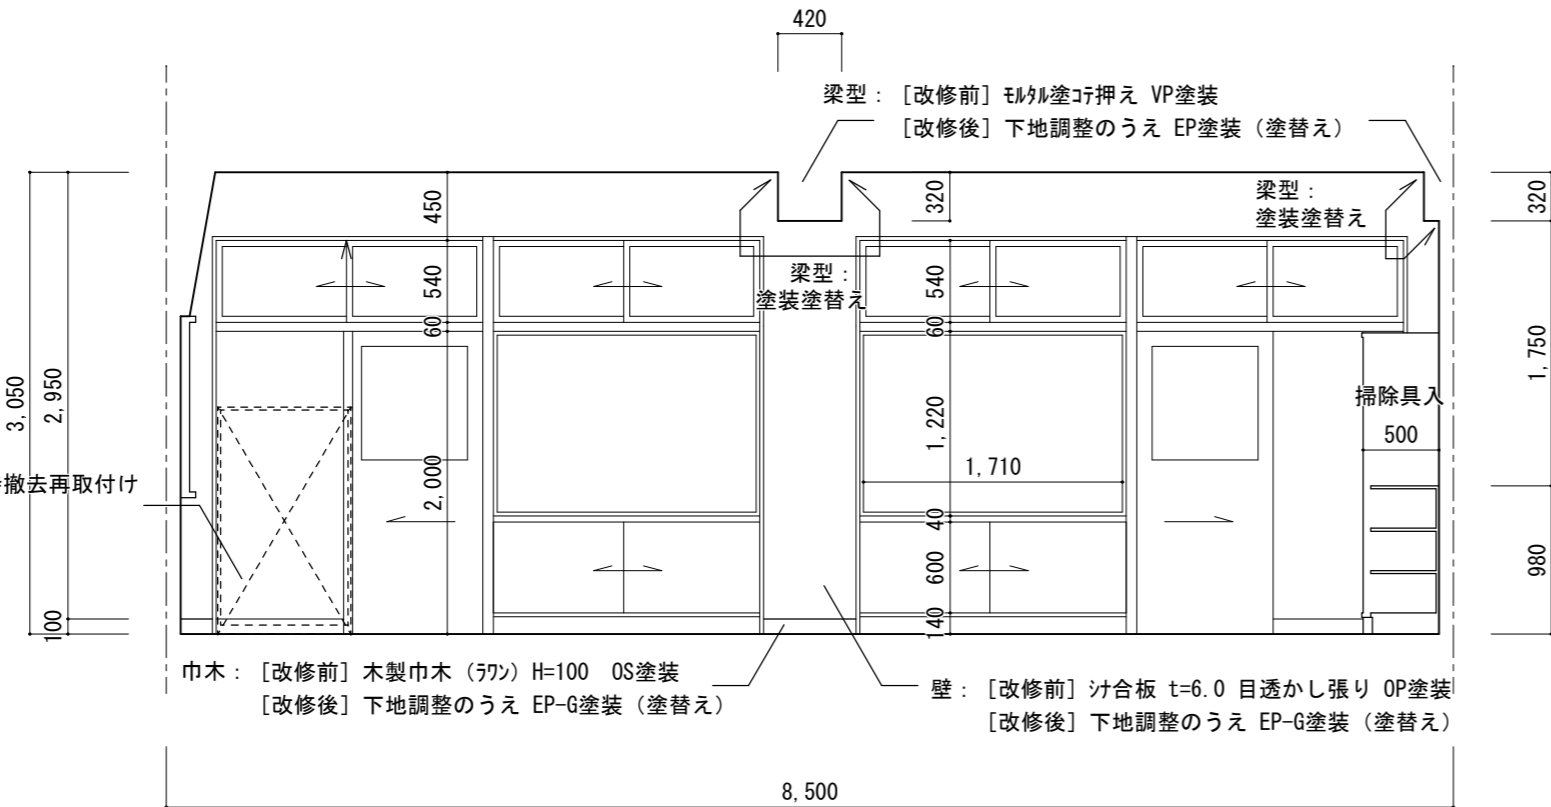 420
梁型： ［改修前］ ﾓﾙﾀﾙ塗ｺﾃ押え VP塗装
［改修後］ 下地調整のうえ EP塗装（塗替え）
梁型：
塗装塗替え
梁型：
塗装塗替え
3,050
2,950
100
450
540
60
2,000
320
540
60
1,220
40
600
140
1,710
掃除具入
500
320
1,750
980
撤去再取付け
巾木： ［改修前］ 木製巾木（ﾗﾜﾝ）H=100 OS塗装
［改修後］ 下地調整のうえ EP-G塗装（塗替え）
壁： ［改修前］ ｼﾅ合板 t=6.0 目透かし張り OP塗装
［改修後］ 下地調整のうえ EP-G塗装（塗替え）
8,500